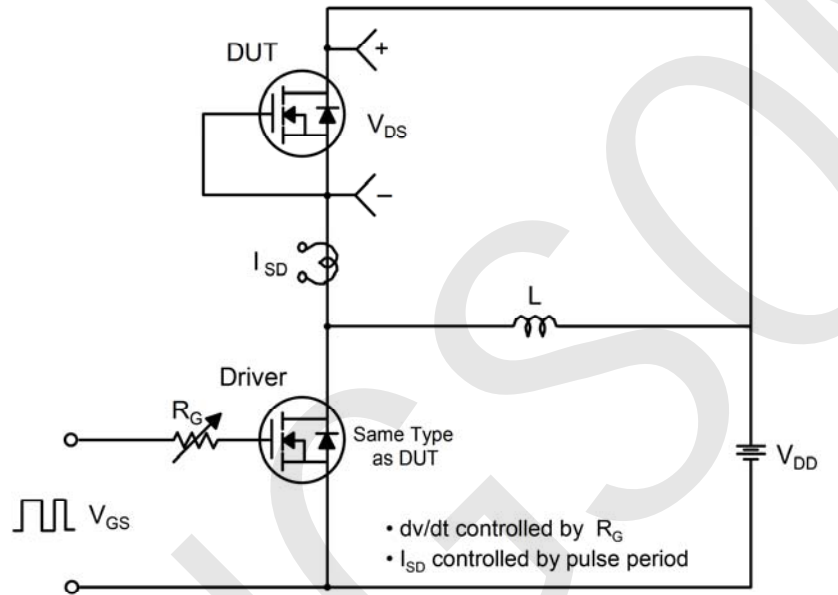 DUT
+
V_DS
−
I_SD
L
Driver
R_G
Same Type
as DUT
V_DD
V_GS
• dv/dt controlled by R_G
• I_SD controlled by pulse period